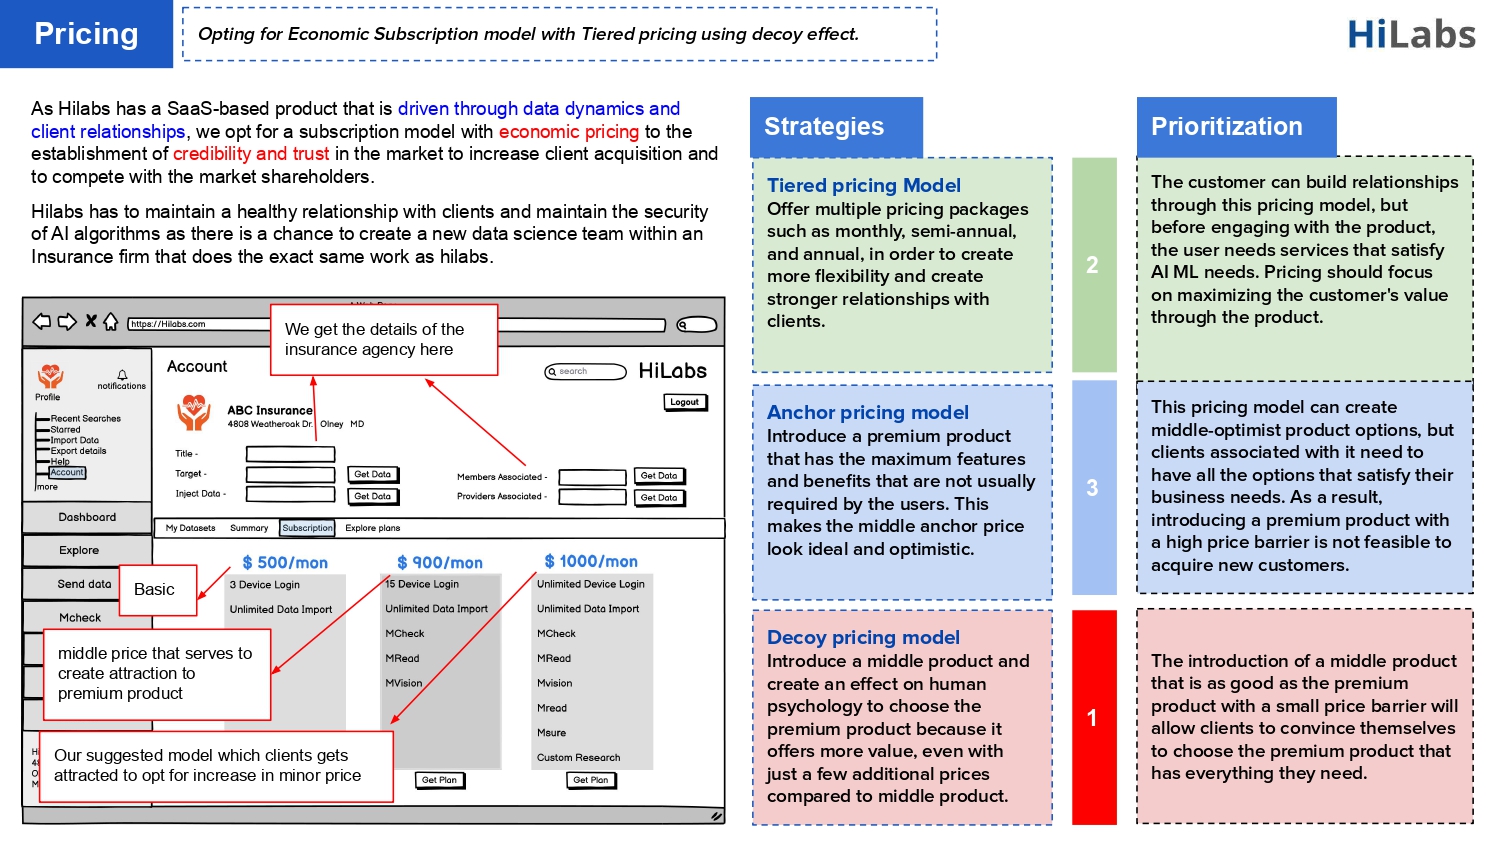 Pricing
Opting for Economic Subscription model with Tiered pricing using decoy effect.
HiLabs
As Hilabs has a SaaS-based product that is driven through data dynamics and
client relationships, we opt for a subscription model with economic pricing to the
establishment of credibility and trust in the market to increase client acquisition and
to compete with the market shareholders.
Hilabs has to maintain a healthy relationship with clients and maintain the security
of AI algorithms as there is a chance to create a new data science team within an
Insurance firm that does the exact same work as hilabs.
https://Hilabs.com
We get the details of the
insurance agency here
notifications
Profile
Recent Searches
Starred
Import Data
Export details
Help
Account
more
Dashboard
Explore
Send data
Mcheck
Account
search
HiLabs
Logout
ABC Insurance
4808 Weatheroak Dr. Olney MD
Title -
Target -
Get Data
Inject Data -
Get Data
Members Associated -
Get Data
Providers Associated -
Get Data
My Datasets
Summary
Subscription
Explore plans
$ 500/mon
3 Device Login
Unlimited Data Import
$ 900/mon
15 Device Login
Unlimited Data Import
MCheck
MRead
MVision
Get Plan
$ 1000/mon
Unlimited Device Login
Unlimited Data Import
MCheck
MRead
Mvision
Mread
Msure
Custom Research
Get Plan
Basic
middle price that serves to
create attraction to
premium product
Our suggested model which clients gets
attracted to opt for increase in minor price
Strategies
Tiered pricing Model
Offer multiple pricing packages
such as monthly, semi-annual,
and annual, in order to create
more flexibility and create
stronger relationships with
clients.
Anchor pricing model
Introduce a premium product
that has the maximum features
and benefits that are not usually
required by the users. This
makes the middle anchor price
look ideal and optimistic.
Decoy pricing model
Introduce a middle product and
create an effect on human
psychology to choose the
premium product because it
offers more value, even with
just a few additional prices
compared to middle product.
2
3
1
Prioritization
The customer can build relationships
through this pricing model, but
before engaging with the product,
the user needs services that satisfy
AI ML needs. Pricing should focus
on maximizing the customer's value
through the product.
This pricing model can create
middle-optimist product options, but
clients associated with it need to
have all the options that satisfy their
business needs. As a result,
introducing a premium product with
a high price barrier is not feasible to
acquire new customers.
The introduction of a middle product
that is as good as the premium
product with a small price barrier will
allow clients to convince themselves
to choose the premium product that
has everything they need.